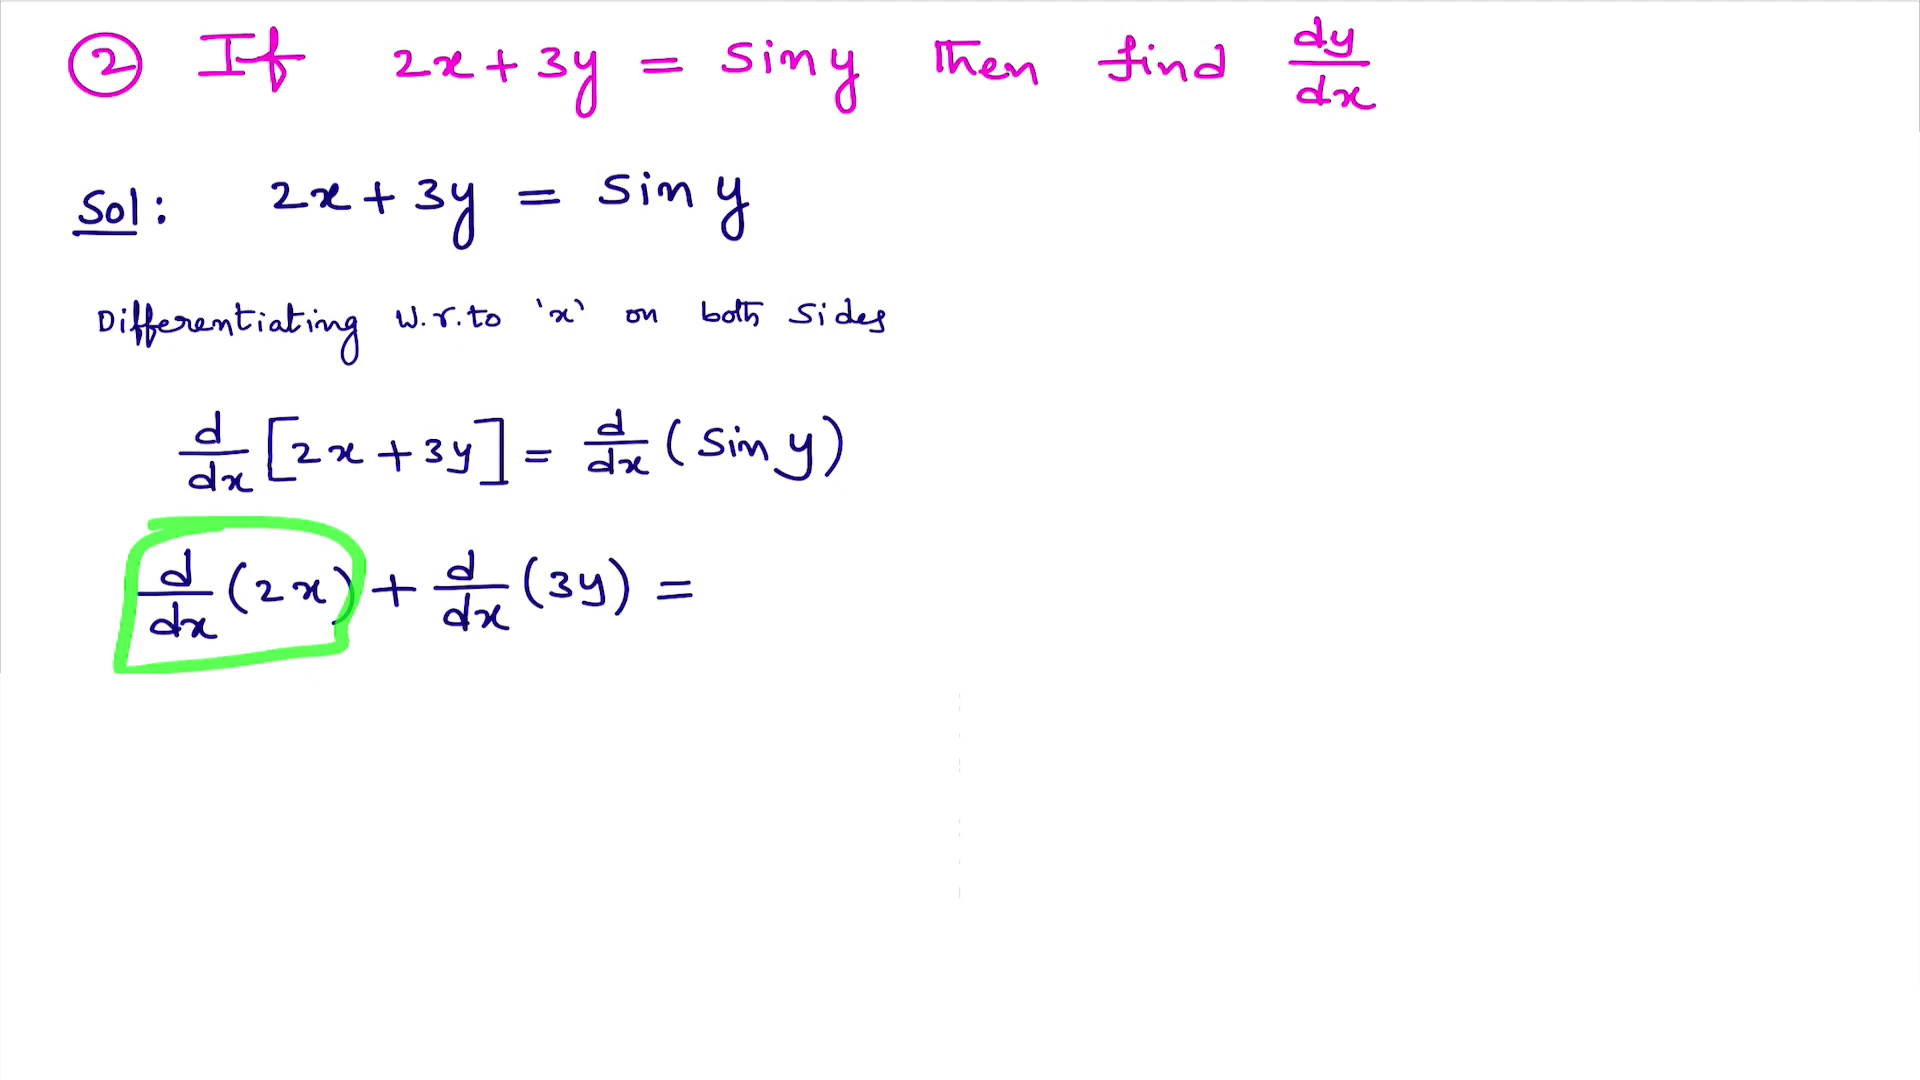 ② If 2x + 3y = sin y then find dy/dx
Sol: 2x + 3y = sin y
Differentiating w.r.to 'x' on both sides
d/dx [2x + 3y] = d/dx (sin y)
d/dx (2x) + d/dx (3y) =